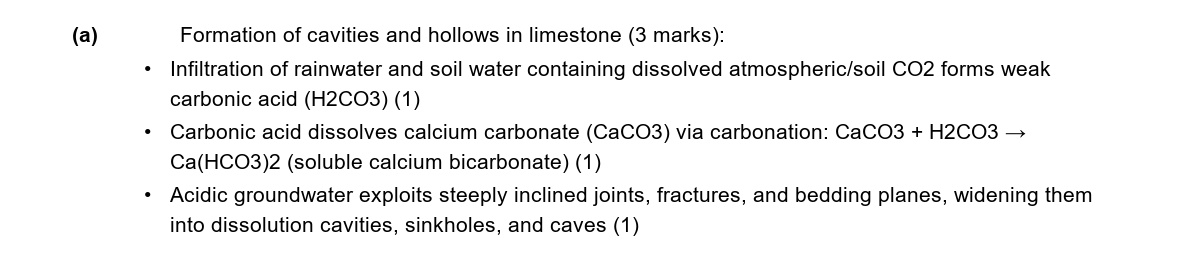 (a) Formation of cavities and hollows in limestone (3 marks):
• Infiltration of rainwater and soil water containing dissolved atmospheric/soil CO2 forms weak
carbonic acid (H2CO3) (1)
• Carbonic acid dissolves calcium carbonate (CaCO3) via carbonation: CaCO3 + H2CO3 →
Ca(HCO3)2 (soluble calcium bicarbonate) (1)
• Acidic groundwater exploits steeply inclined joints, fractures, and bedding planes, widening them
into dissolution cavities, sinkholes, and caves (1)